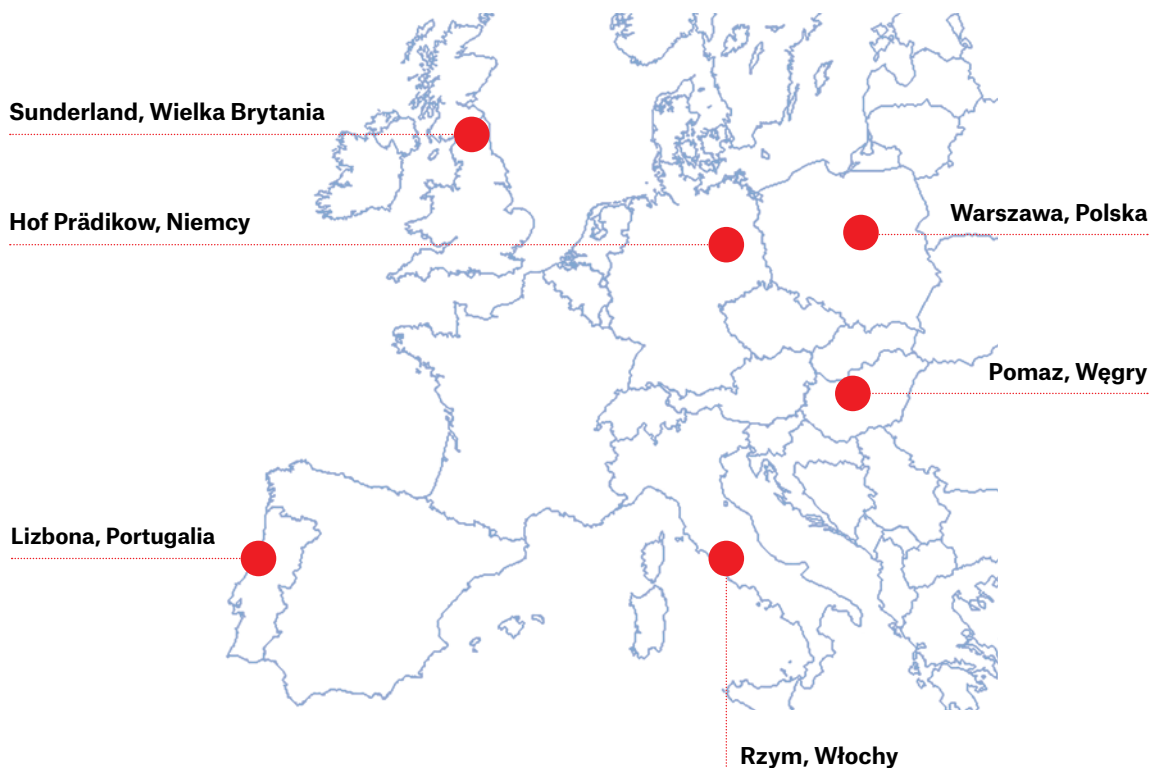 Sunderland, Wielka Brytania
Hof Prädikow, Niemcy
Warszawa, Polska
Pomaz, Węgry
Lizbona, Portugalia
Rzym, Włochy